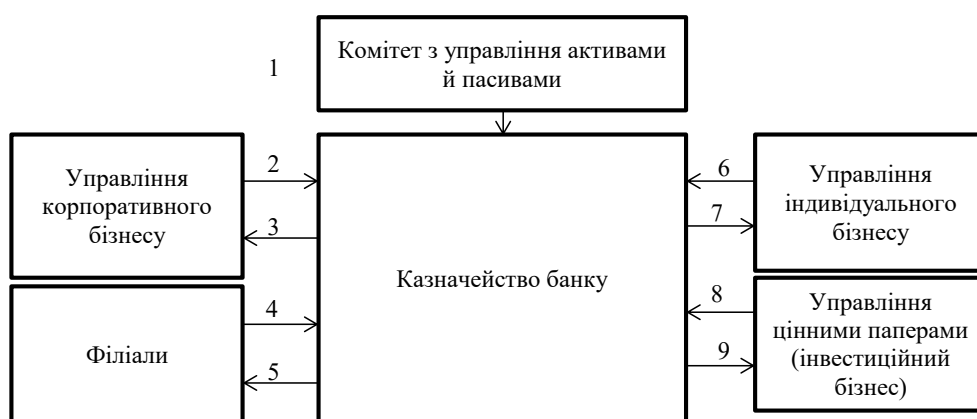 1
Комітет з управління активами
й пасивами
Управління
корпоративного
бізнесу
2
3
Філіали
4
5
Казначейство банку
6
7
Управління
індивідуального
бізнесу
8
9
Управління
цінними паперами
(інвестиційний
бізнес)